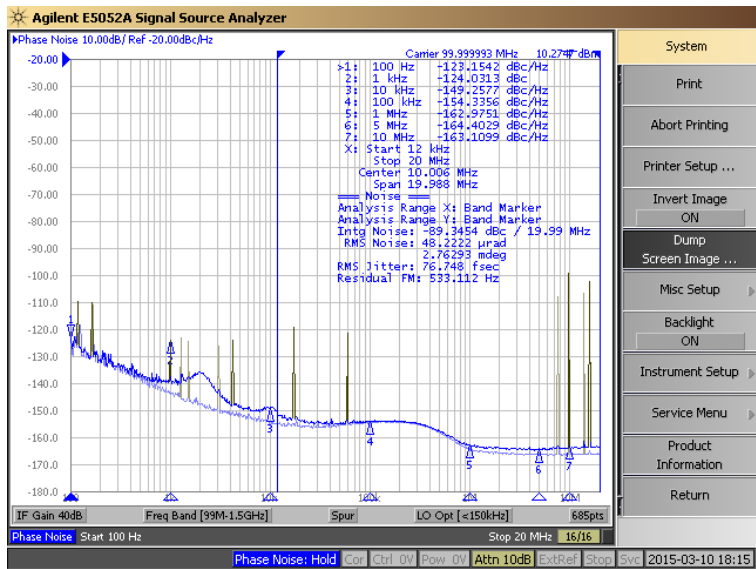 Agilent E5052A Signal Source Analyzer
Phase Noise 10.00dB/ Ref -20.00dBc/Hz
Carrier 99.999993 MHz 10.2747 dBm
>1: 100 Hz -123.1542 dBc/Hz
2: 1 kHz -124.0313 dBc
3: 10 kHz -149.2577 dBc/Hz
4: 100 kHz -154.3356 dBc/Hz
5: 1 MHz -162.9751 dBc/Hz
6: 5 MHz -164.4029 dBc/Hz
7: 10 MHz -163.1099 dBc/Hz
X: Start 12 kHz
Stop 20 MHz
Center 10.006 MHz
Span 19.988 MHz
=== Noise ===
Analysis Range X: Band Marker
Analysis Range Y: Band Marker
Intg Noise: -89.3454 dBc / 19.99 MHz
RMS Noise: 48.2222 µrad
2.76293 mdeg
RMS Jitter: 76.748 fsec
Residual FM: 533.112 Hz
-20.00
-30.00
-40.00
-50.00
-60.00
-70.00
-80.00
-90.00
-100.0
-110.0
-120.0
-130.0
-140.0
-150.0
-160.0
-170.0
-180.0
1
2
3
4
5
6
7
IF Gain 40dB
Freq Band [99M-1.5GHz]
Spur
LO Opt [<150kHz]
685pts
Phase Noise Start 100 Hz
Stop 20 MHz 16/16
Phase Noise: Hold Cor Ctrl 0V Pow 0V Attn 10dB ExtRef Stop Svc 2015-03-10 18:15
System
Print
Abort Printing
Printer Setup ...
Invert Image
ON
Dump
Screen Image ...
Misc Setup
Backlight
ON
Instrument Setup
Service Menu
Product
Information
Return